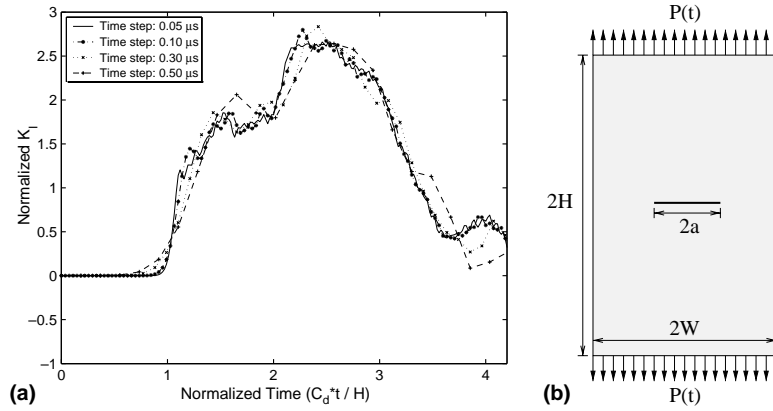 3
2.5
2
1.5
1
0.5
0
−0.5
−1
Normalized K_I
Time step: 0.05 μs
Time step: 0.10 μs
Time step: 0.30 μs
Time step: 0.50 μs
0 1 2 3 4
Normalized Time (C_d*t / H)
(a)
P(t)
2H
2a
2W
P(t)
(b)